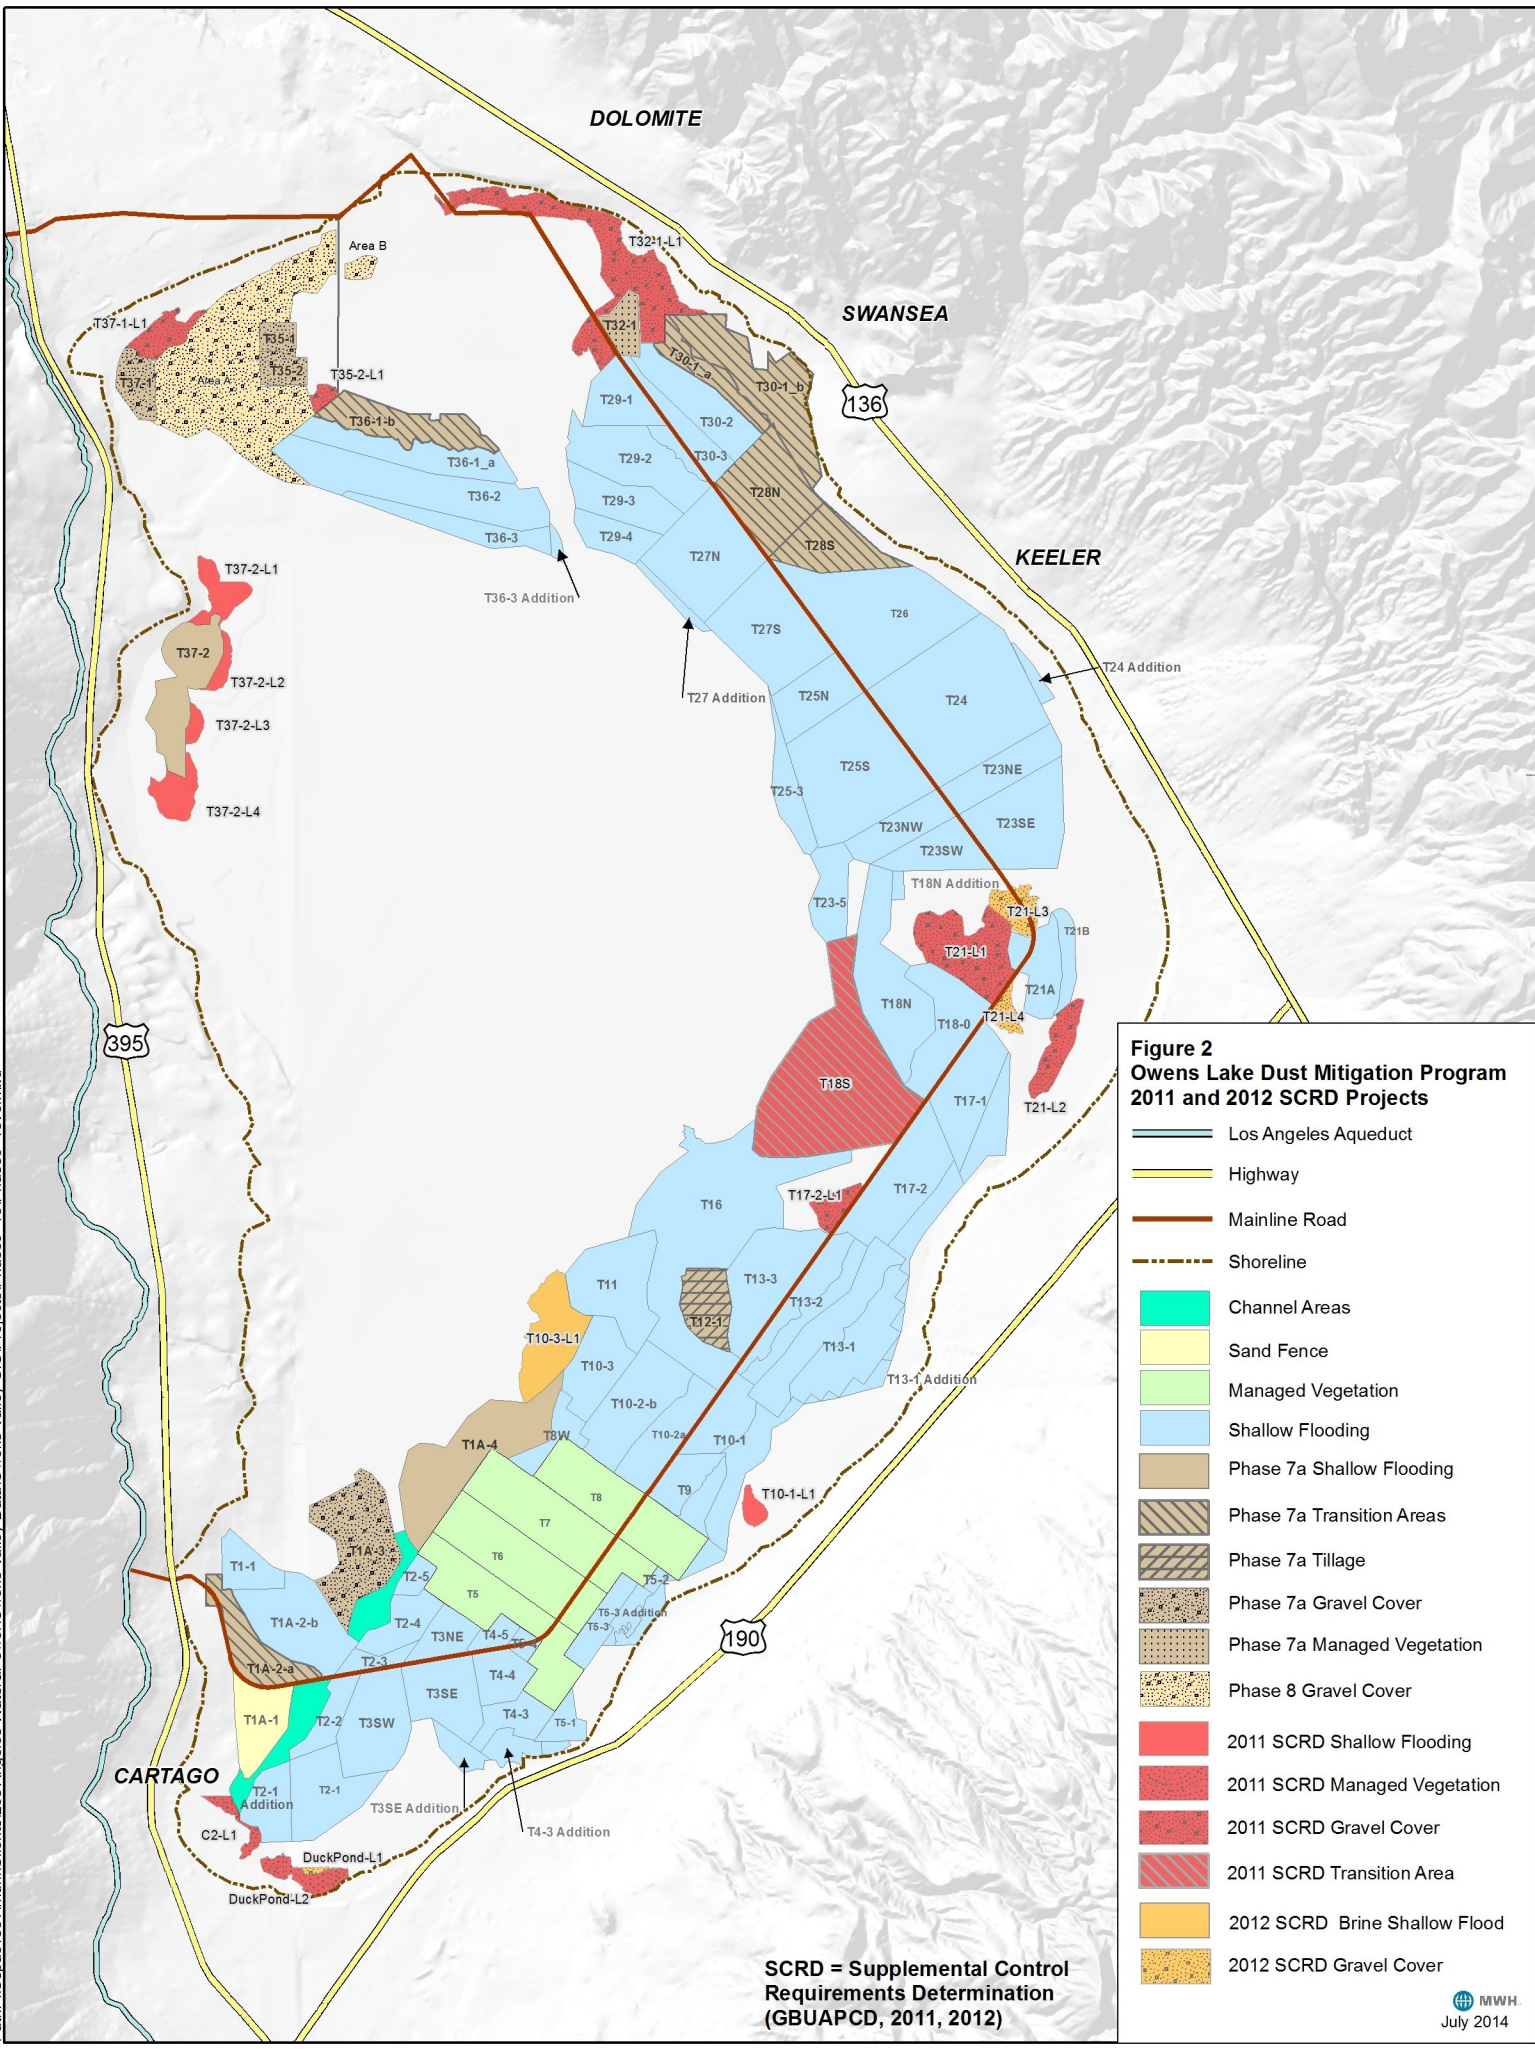 DOLOMITE
Area B
T32-1-L1
SWANSEA
T37-1-L1
T32-1
T35-1
T30-1_a
T37-1
Area A
T35-2
T35-2-L1
T30-1_b
136
T29-1
T36-1-b
T30-2
T36-1_a
T29-2
T30-3
T36-2
T28N
T29-3
T36-3
T29-4
T28S
T27N
KEELER
T37-2-L1
T36-3 Addition
T26
T27S
T37-2
T37-2-L2
T24 Addition
T27 Addition
T25N
T24
T37-2-L3
T25S
T23NE
T25-3
T37-2-L4
T23NW
T23SE
T23SW
T18N Addition
T23-5
T21-L3
T21B
T21-L1
T21A
T18N
T21-L4
T18-0
395
T18S
T17-1
T21-L2
T17-2-L1
T17-2
T16
T11
T13-3
T13-2
T12-1
T10-3-L1
T13-1
T10-3
T13-1 Addition
T10-2-b
T8W
T10-2a
T10-1
T1A-4
T9
T10-1-L1
T8
T7
T1A-3
T6
T1-1
T2-5
T5-2
T5
T1A-2-b
T2-4
T5-3 Addition
T5-3
T3NE
T4-5
T5-4
190
T2-3
T1A-2-a
T4-4
T3SE
T1A-1
T2-2
T3SW
T4-3
T5-1
CARTAGO
T2-1
Addition
T2-1
T3SE Addition
T4-3 Addition
C2-L1
DuckPond-L1
DuckPond-L2
SCRD = Supplemental Control
Requirements Determination
(GBUAPCD, 2011, 2012)
Figure 2
Owens Lake Dust Mitigation Program
2011 and 2012 SCRD Projects
Los Angeles Aqueduct
Highway
Mainline Road
Shoreline
Channel Areas
Sand Fence
Managed Vegetation
Shallow Flooding
Phase 7a Shallow Flooding
Phase 7a Transition Areas
Phase 7a Tillage
Phase 7a Gravel Cover
Phase 7a Managed Vegetation
Phase 8 Gravel Cover
2011 SCRD Shallow Flooding
2011 SCRD Managed Vegetation
2011 SCRD Gravel Cover
2011 SCRD Transition Area
2012 SCRD Brine Shallow Flood
2012 SCRD Gravel Cover
MWH
July 2014